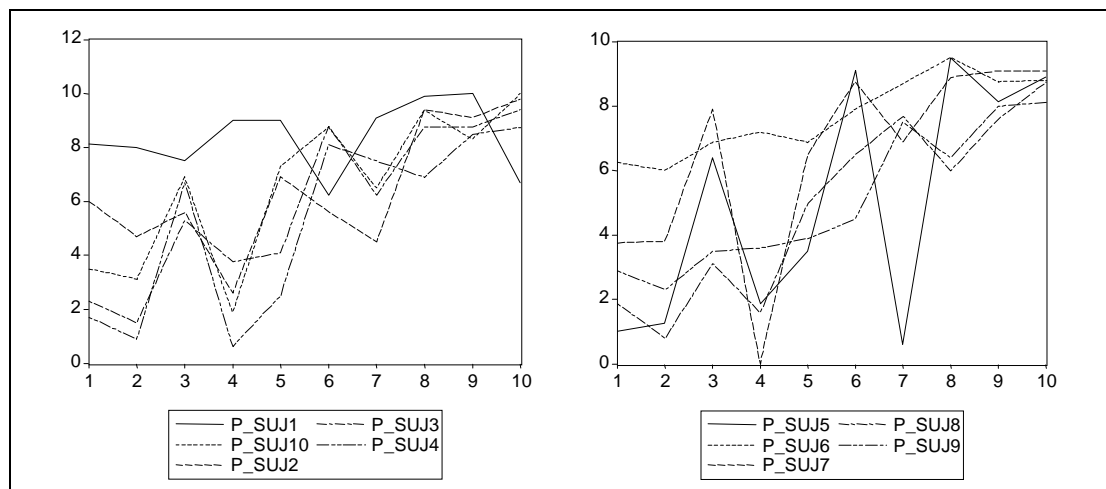 12
10
8
6
4
2
0
1 2 3 4 5 6 7 8 9 10
P_SUJ1 P_SUJ3
P_SUJ10 P_SUJ4
P_SUJ2
10
8
6
4
2
0
1 2 3 4 5 6 7 8 9 10
P_SUJ5 P_SUJ8
P_SUJ6 P_SUJ9
P_SUJ7